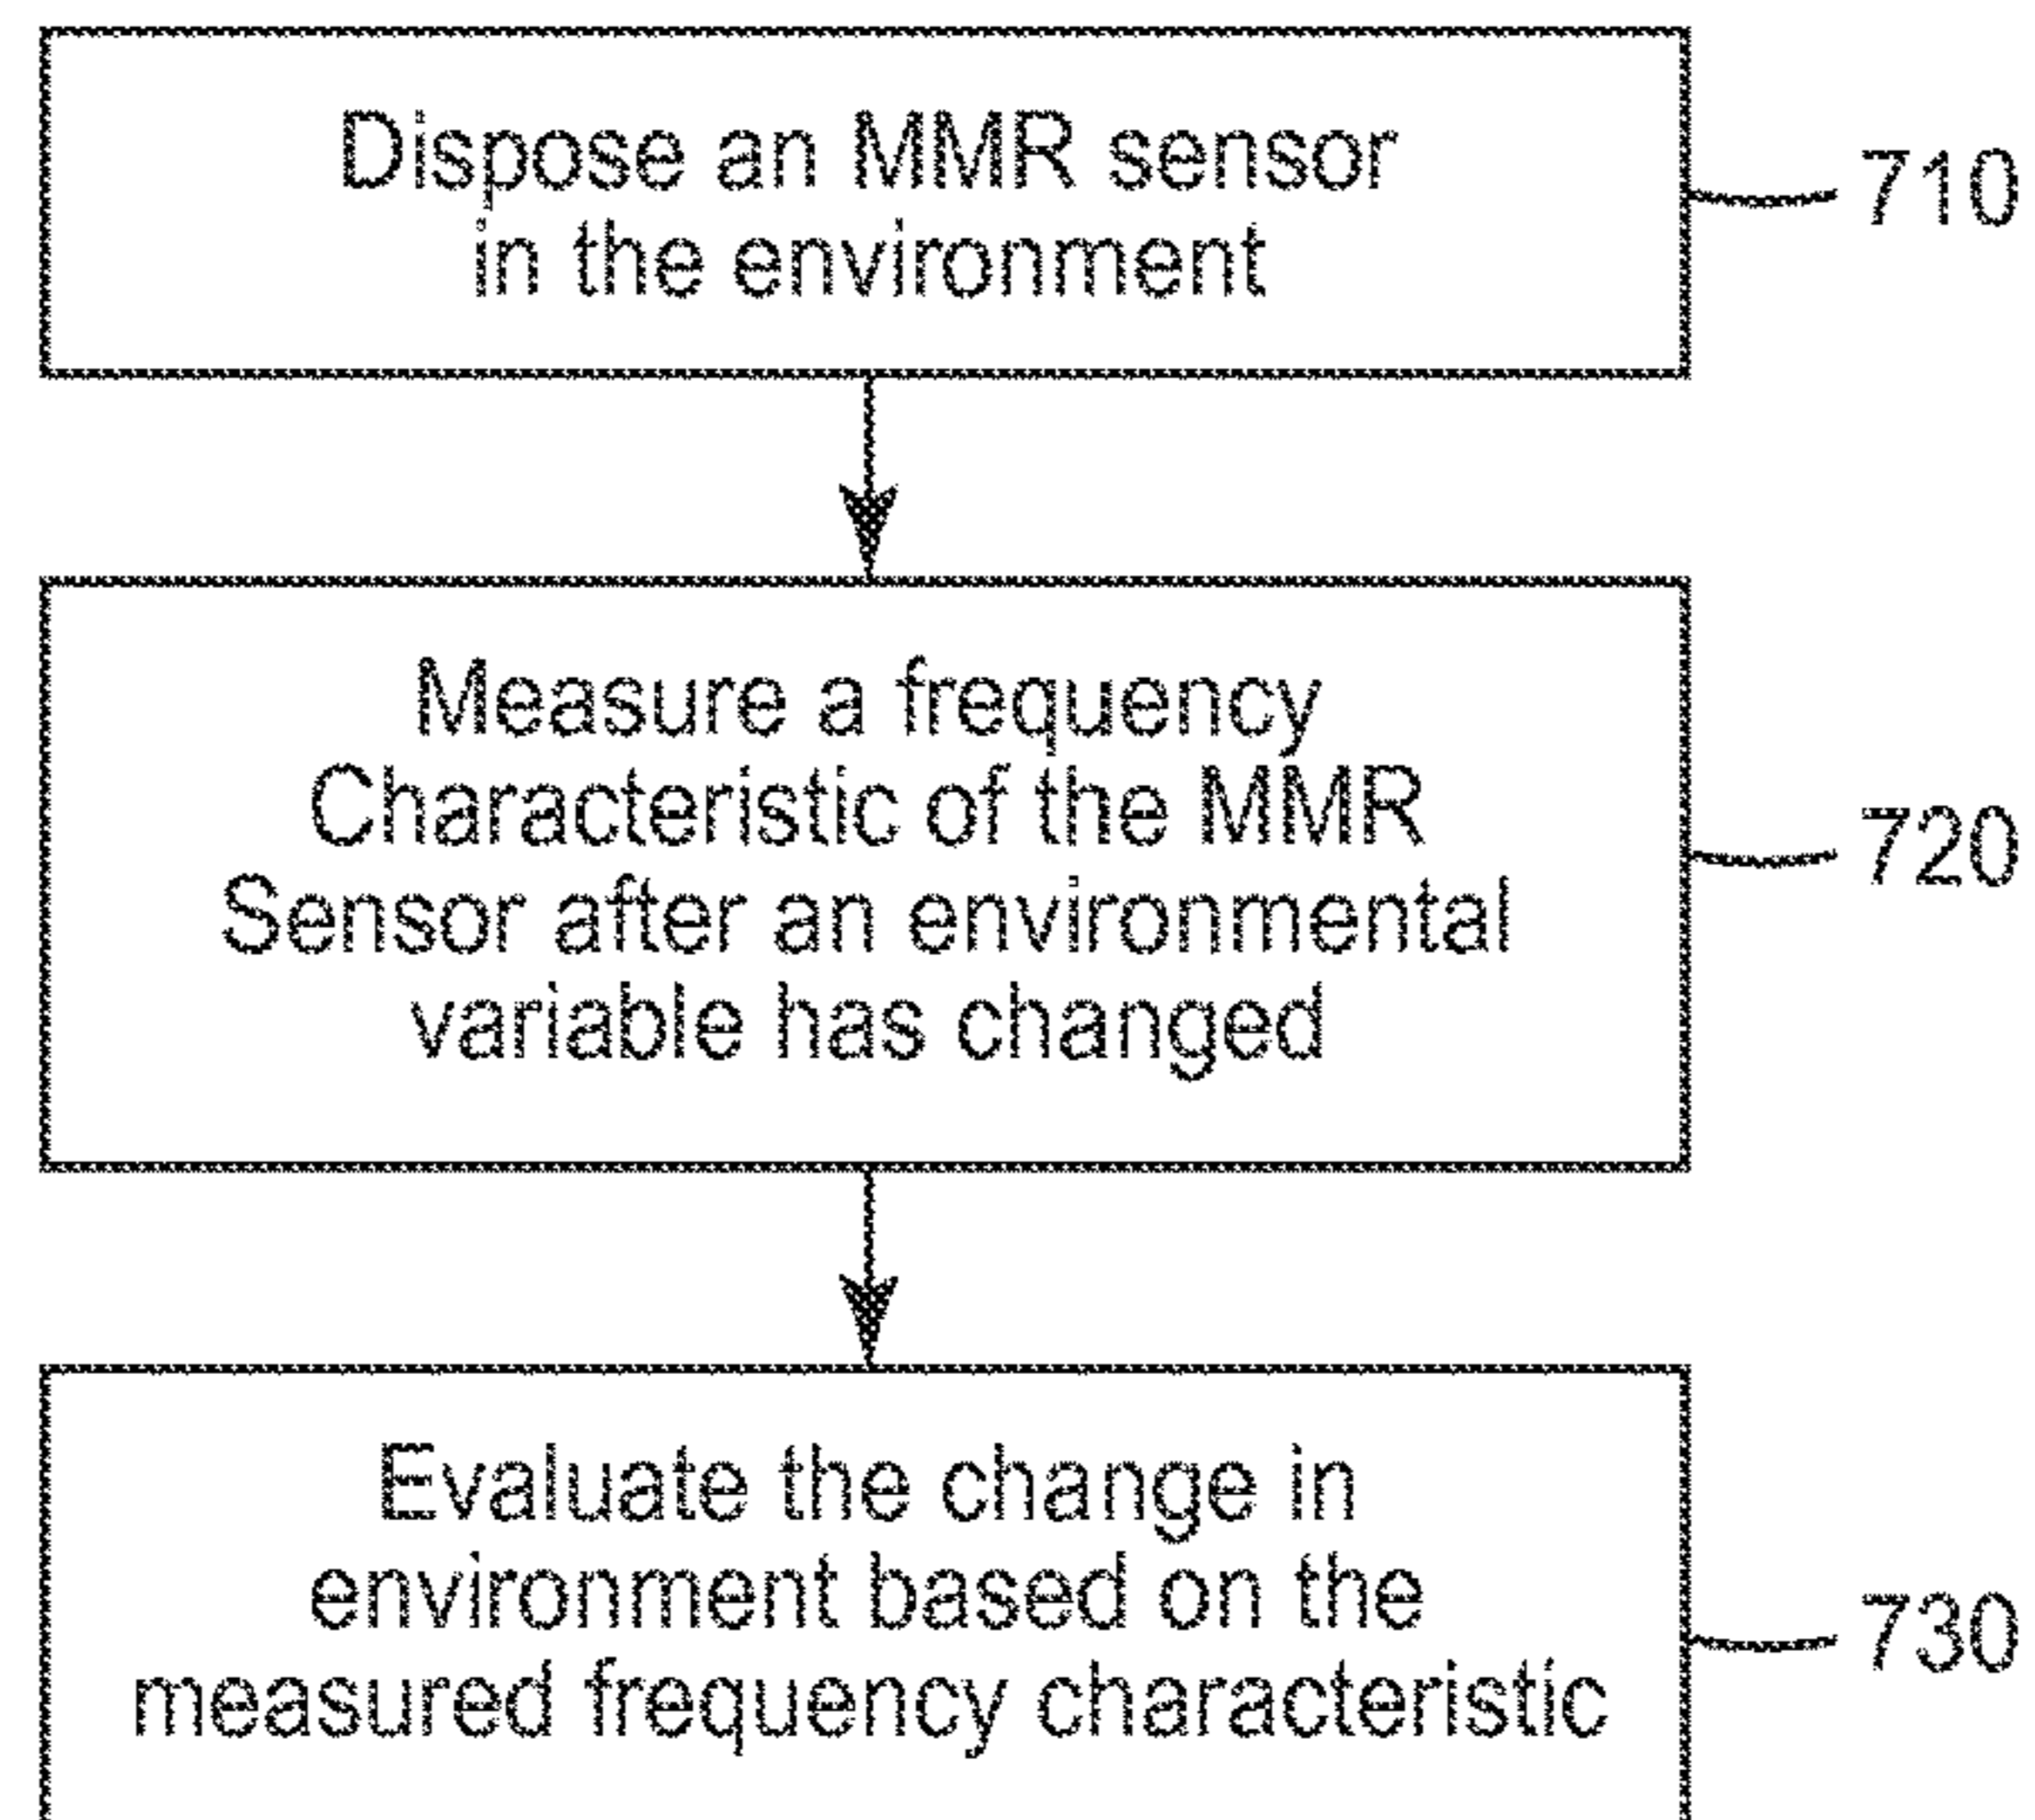 Dispose an MMR sensor
in the environment
710
Measure a frequency
Characteristic of the MMR
Sensor after an environmental
variable has changed
720
Evaluate the change in
environment based on the
measured frequency characteristic
730